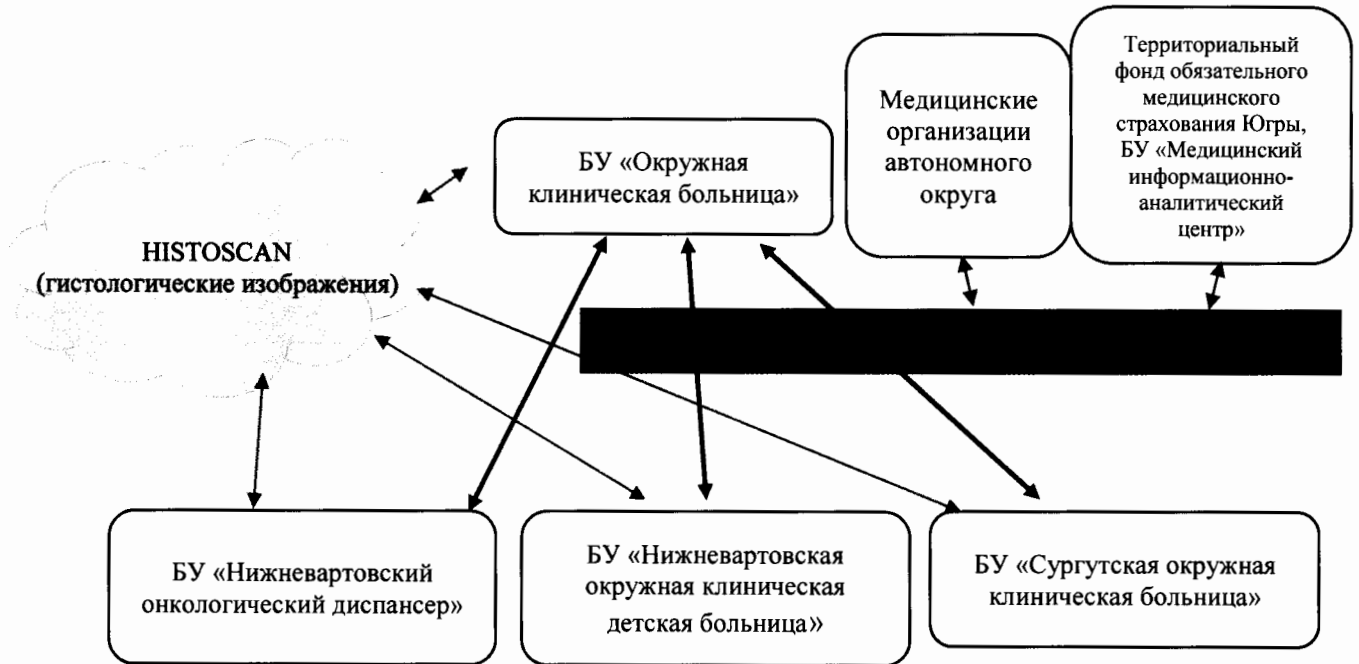 Территориальный
фонд обязательного
медицинского
страхования Югры,
БУ «Медицинский
информационно-
аналитический
центр»
Медицинские
организации
автономного
округа
БУ «Окружная
клиническая больница»
HISTOSCAN
(гистологические изображения)
БУ «Нижневартовский
онкологический диспансер»
БУ «Нижневартовская
окружная клиническая
детская больница»
БУ «Сургутская окружная
клиническая больница»